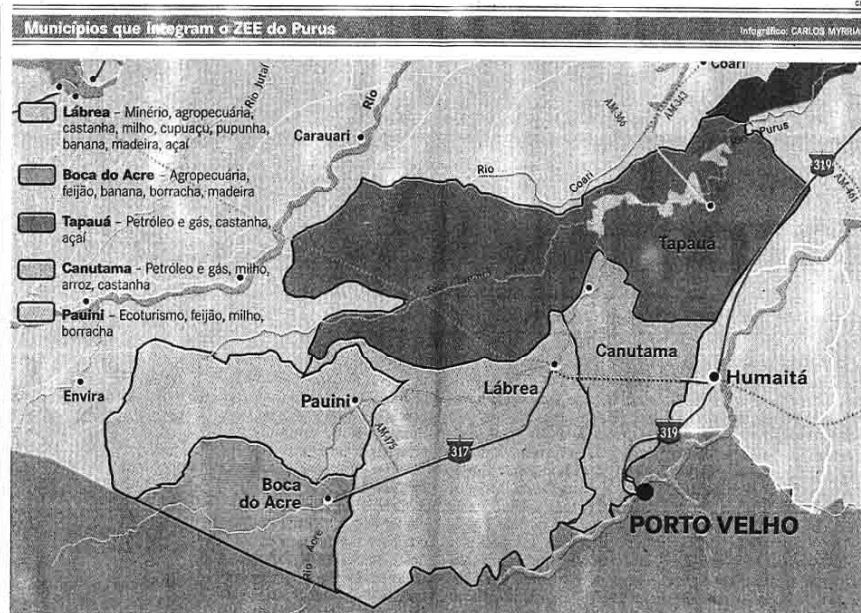 Municípios que integram o ZEE do Purus
Infográfico: CARLOS MYRRIA
Lábrea – Minério, agropecuária,
castanha, milho, cupuaçu, pupunha,
banana, madeira, açaí
Boca do Acre – Agropecuária,
feijão, banana, borracha, madeira
Tapauá – Petróleo e gás, castanha,
açaí
Canutama – Petróleo e gás, milho,
arroz, castanha
Pauini – Ecoturismo, feijão, milho,
borracha
Rio Jutaí
Rio
Carauari
Coari
AM-366
AM-343
Purus
319
AM-461
Rio
Coari
Tapauá
Canutama
Humaitá
Lábrea
Envira
Pauini
AM-175
317
319
Boca
do Acre
PORTO VELHO
Rio Acre